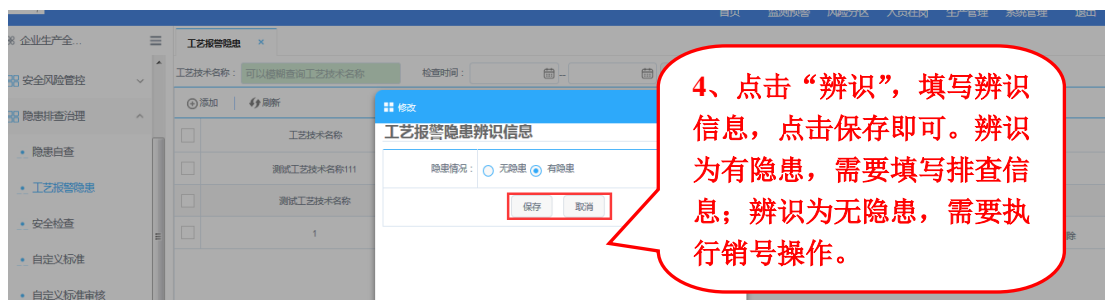 首页 监测预警 风险分区 人员在岗 生产管理 系统管理 退出
企业生产全...
工艺报警隐患 ×
安全风险管控
工艺技术名称： 可以模糊查询工艺技术名称 检查时间： -
添加 刷新
隐患排查治理
修改
工艺技术名称
工艺报警隐患辨识信息
隐患自查
测试工艺技术名称111
隐患情况： 无隐患 有隐患
工艺报警隐患
测试工艺技术名称
保存 取消
安全检查
1
除
自定义标准
自定义标准审核
4、点击“辨识”，填写辨识
信息，点击保存即可。辨识
为有隐患，需要填写排查信
息；辨识为无隐患，需要执
行销号操作。